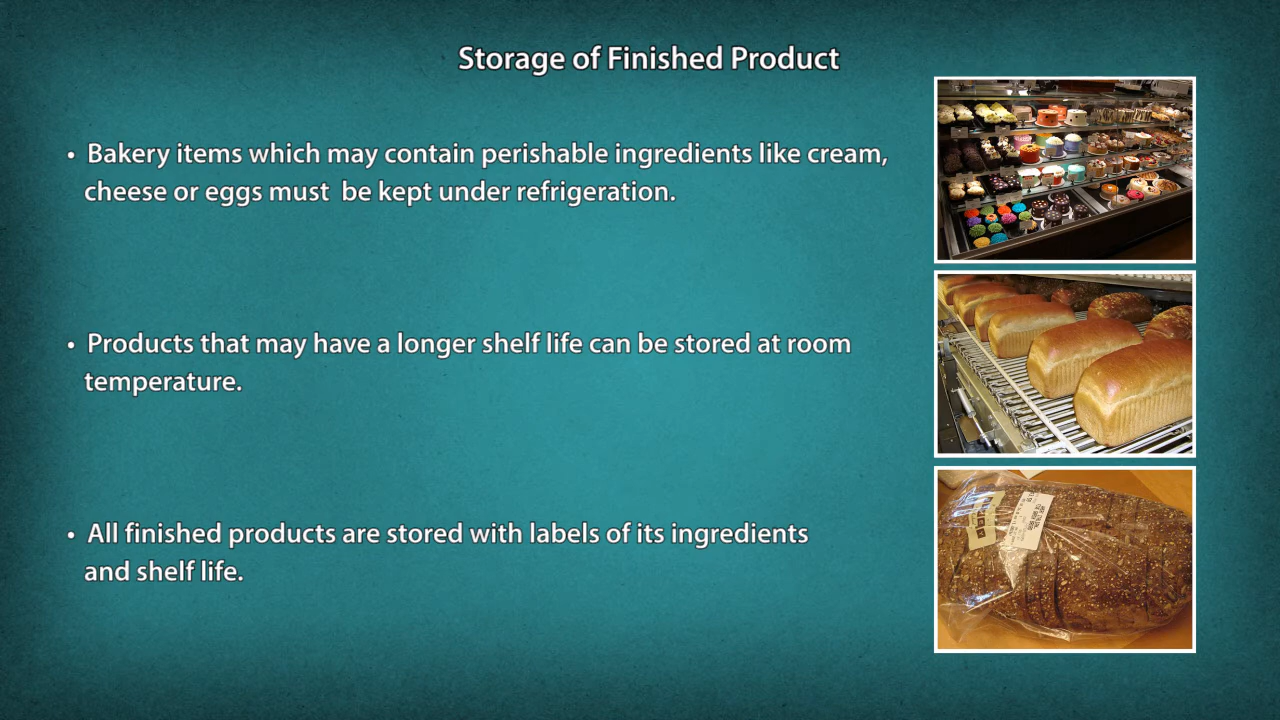 Storage of Finished Product
• Bakery items which may contain perishable ingredients like cream,
cheese or eggs must  be kept under refrigeration.
• Products that may have a longer shelf life can be stored at room
temperature.
• All finished products are stored with labels of its ingredients
and shelf life.